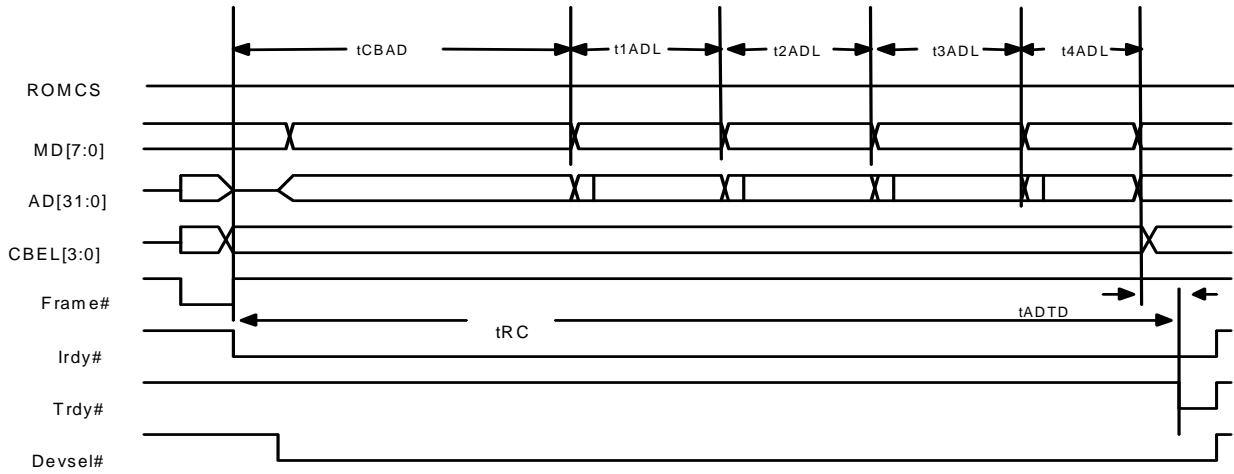 tCBAD
t1ADL
t2ADL
t3ADL
t4ADL
ROMCS
MD[7:0]
AD[31:0]
CBEL[3:0]
Frame#
tADTD
tRC
Irdy#
Trdy#
Devsel#